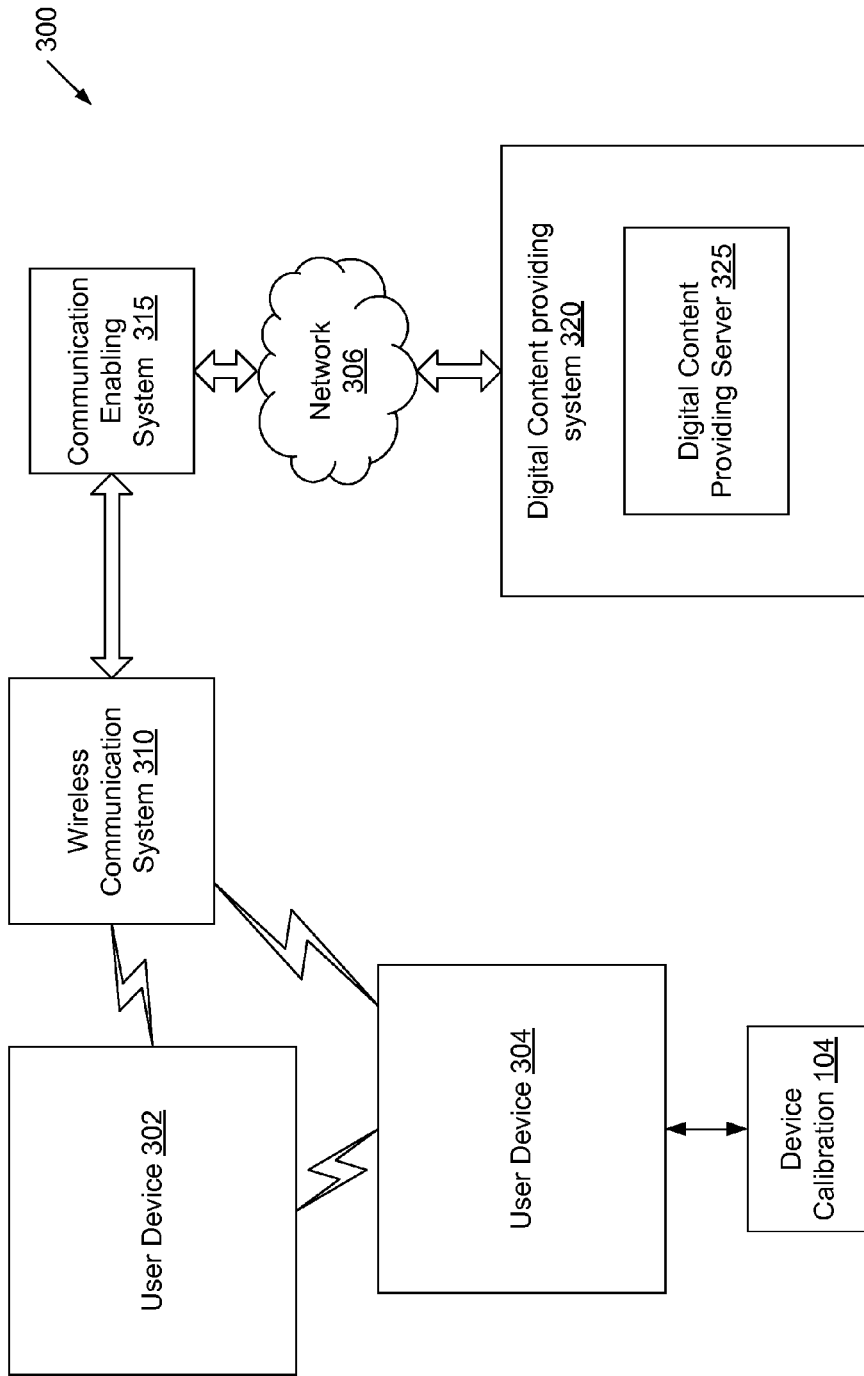 300
User Device 302
Wireless
Communication
System 310
Communication
Enabling
System 315
Network
306
User Device 304
Device
Calibration 104
Digital Content providing
system 320
Digital Content
Providing Server 325